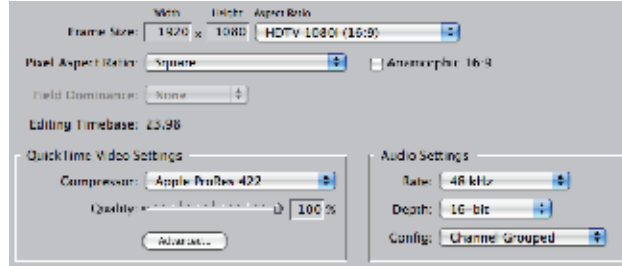 Width Height Aspect Ratio
Frame Size: 1920 x 1080 HDTV 1080i (16:9)
Pixel Aspect Ratio: Square Anamorphic 16:9
Field Dominance: None
Editing Timebase: 23.98
QuickTime Video Settings
Compressor: Apple ProRes 422
Quality: 100 %
Advanced...
Audio Settings
Rate: 48 kHz
Depth: 16-bit
Config: Channel Grouped